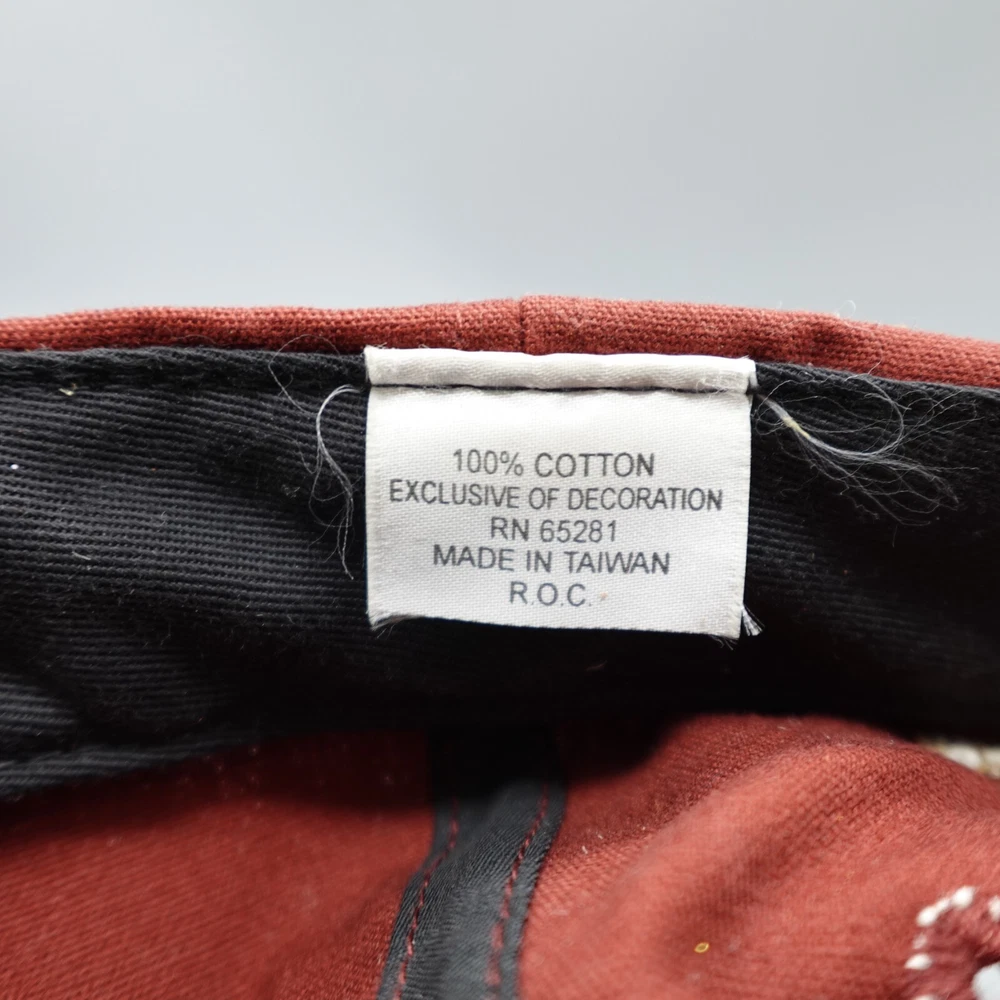 100% COTTON
EXCLUSIVE OF DECORATION
RN 65281
MADE IN TAIWAN
R.O.C.